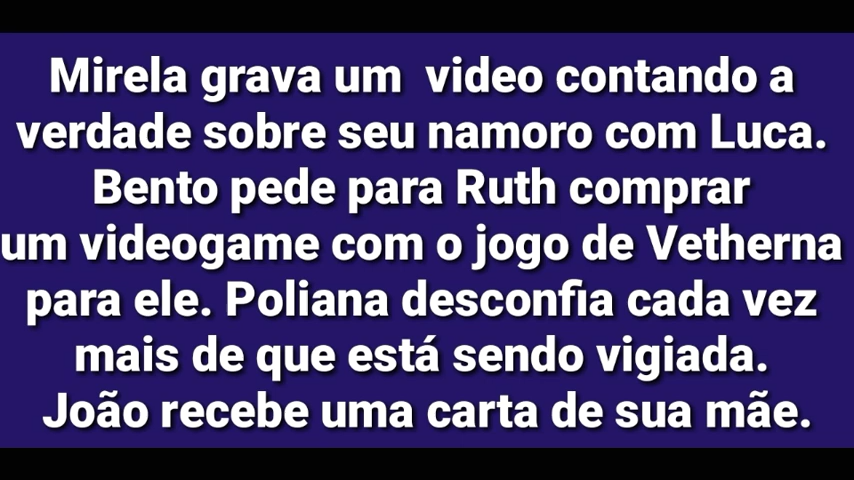 Mirela grava um video contando a
verdade sobre seu namoro com Luca.
Bento pede para Ruth comprar
um videogame com o jogo de Vetherna
para ele. Poliana desconfia cada vez
mais de que está sendo vigiada.
João recebe uma carta de sua mãe.